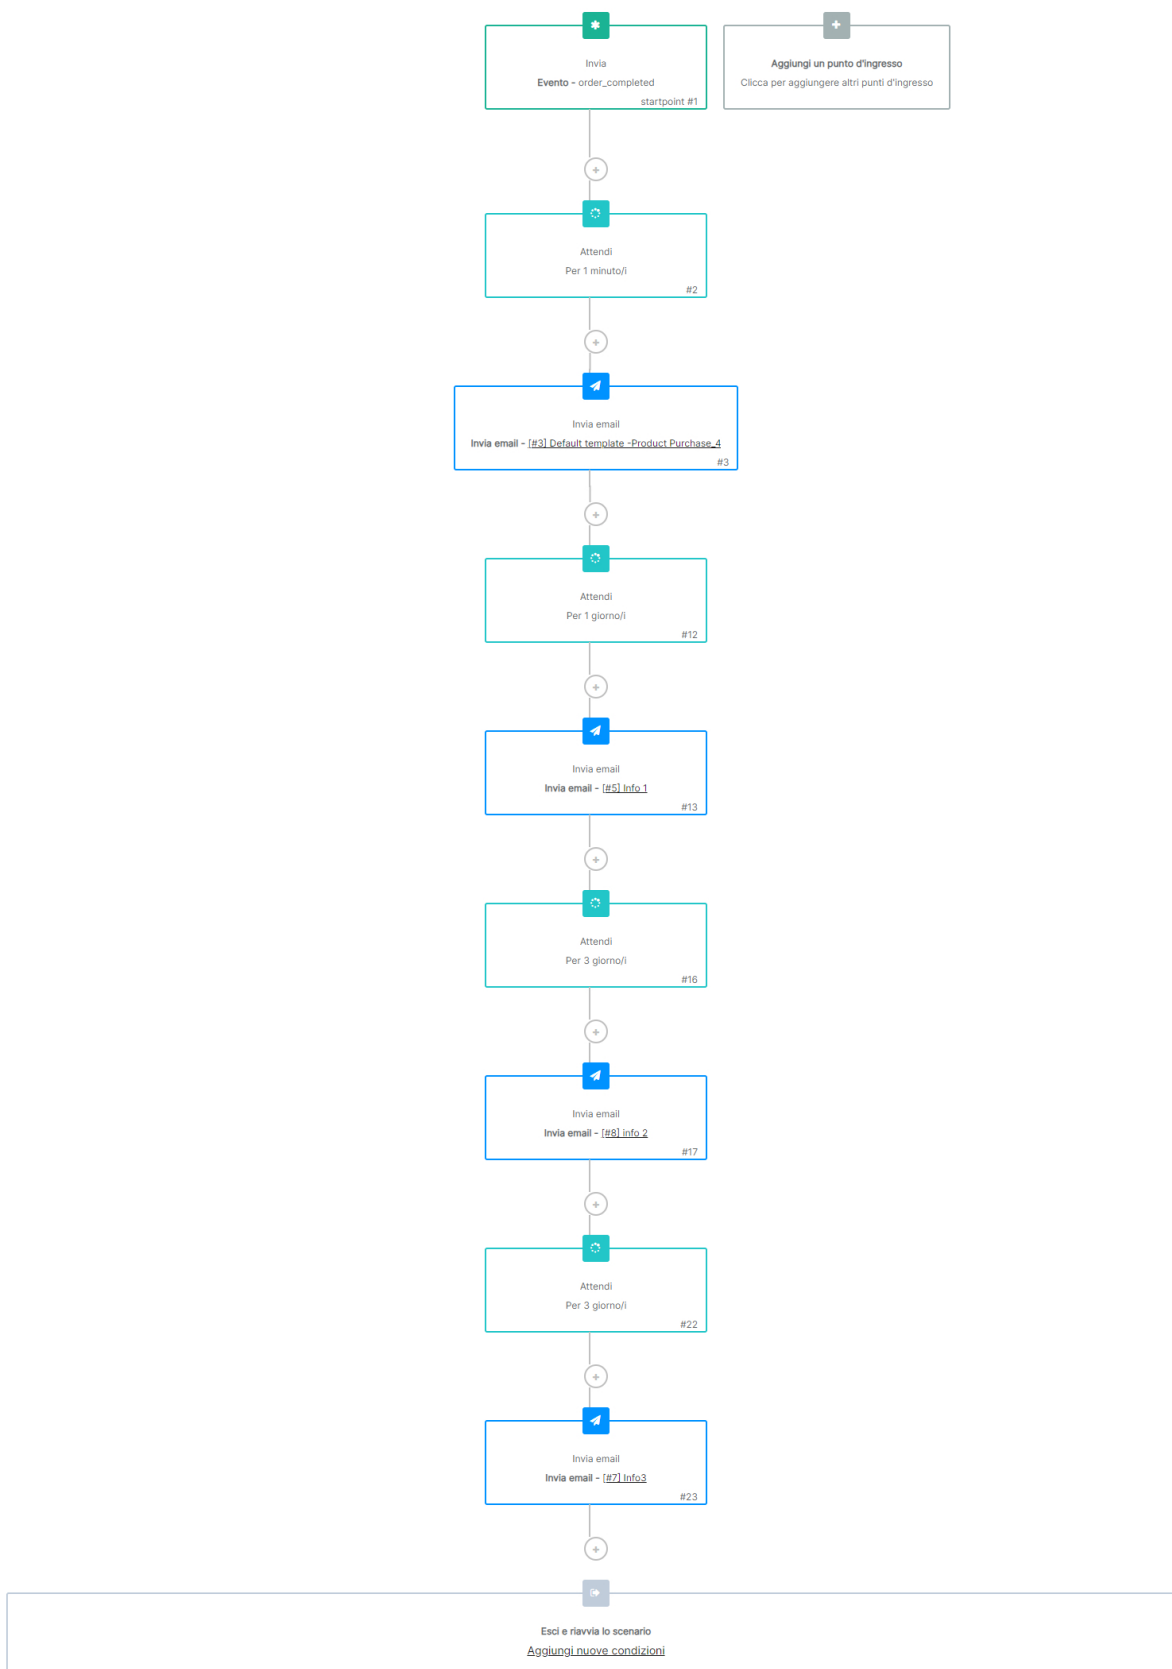 Invia
Evento - order_completed
startpoint #1
Aggiungi un punto d'ingresso
Clicca per aggiungere altri punti d'ingresso
Attendi
Per 1 minuto/i
#2
Invia email
Invia email - [#3] Default template -Product Purchase_4
#3
Attendi
Per 1 giorno/i
#12
Invia email
Invia email - [#5] Info 1
#13
Attendi
Per 3 giorno/i
#16
Invia email
Invia email - [#8] info 2
#17
Attendi
Per 3 giorno/i
#22
Invia email
Invia email - [#7] Info3
#23
Esci e riavvia lo scenario
Aggiungi nuove condizioni